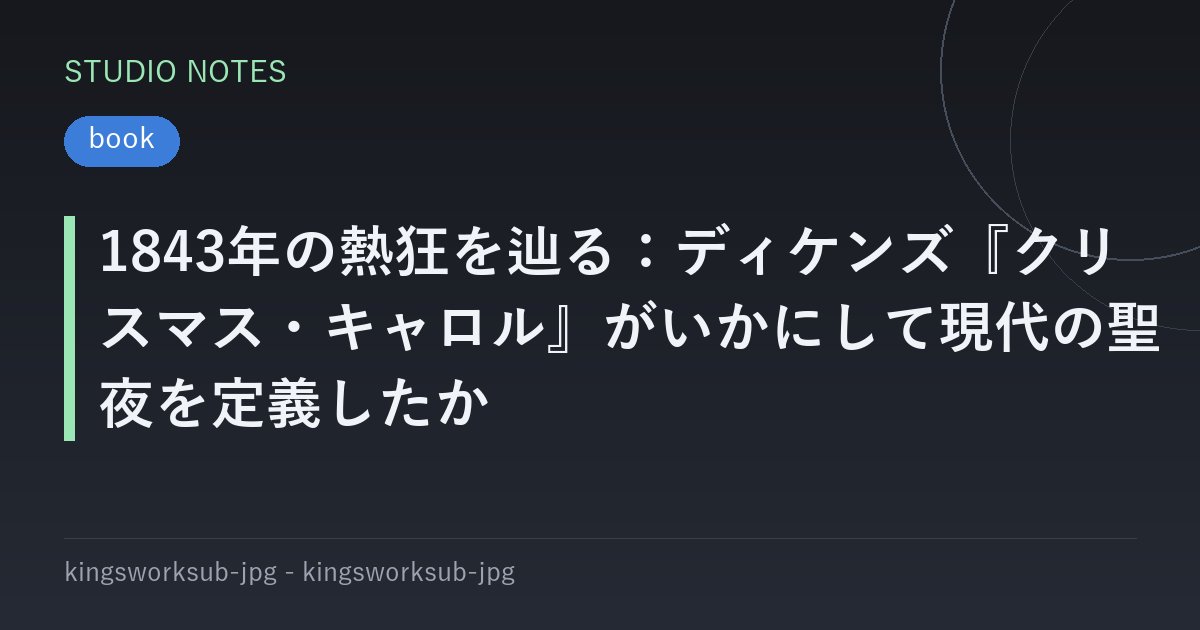 STUDIO NOTES
book
1843年の熱狂を辿る：ディケンズ『クリ
スマス・キャロル』がいかにして現代の聖
夜を定義したか
kingsworksub-jpg - kingsworksub-jpg